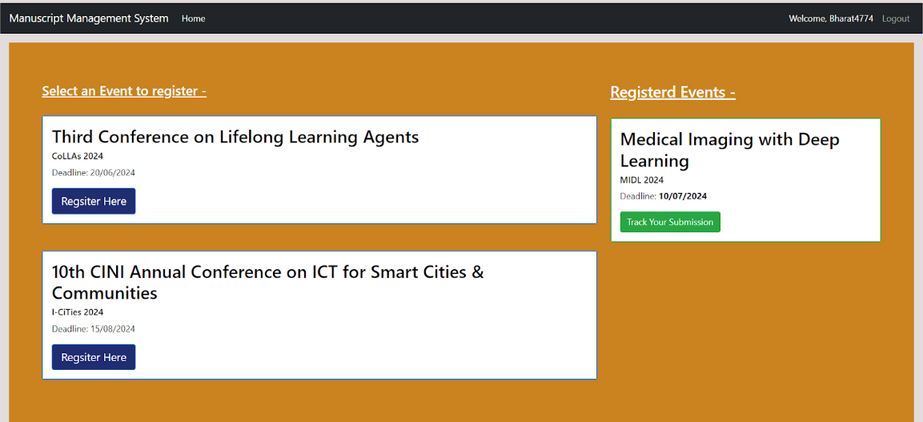 Manuscript Management System Home Welcome, Bharat4774 Logout
Select an Event to register -
Third Conference on Lifelong Learning Agents
CoLLAs 2024
Deadline: 20/06/2024
Regsiter Here
10th CINI Annual Conference on ICT for Smart Cities &
Communities
I-CiTies 2024
Deadline: 15/08/2024
Regsiter Here
Registerd Events -
Medical Imaging with Deep
Learning
MIDL 2024
Deadline: 10/07/2024
Track Your Submission